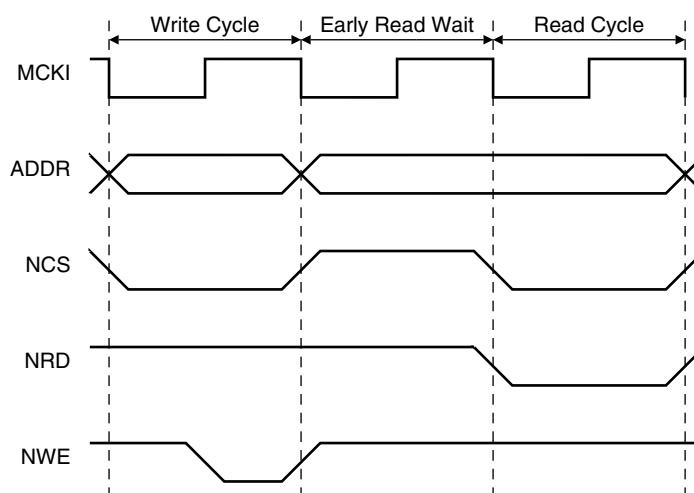 Write Cycle Early Read Wait Read Cycle
MCKI
ADDR
NCS
NRD
NWE